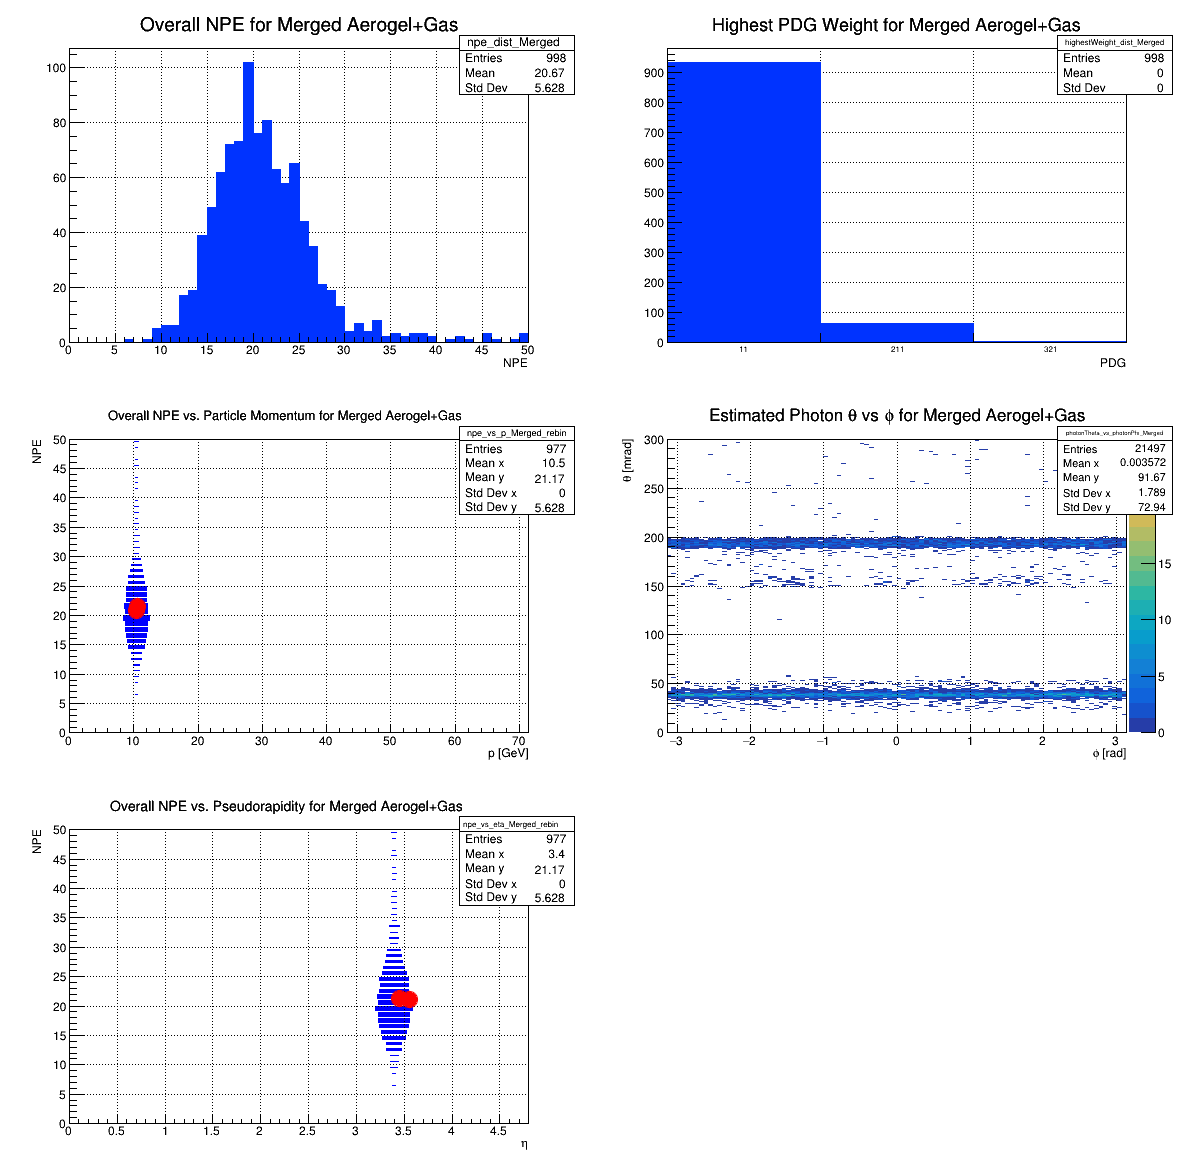 Overall NPE for Merged Aerogel+Gas
npe_dist_Merged
Entries 998
Mean 20.67
Std Dev 5.628
100
80
60
40
20
0
0 5 10 15 20 25 30 35 40 45 50
NPE
Highest PDG Weight for Merged Aerogel+Gas
highestWeight_dist_Merged
Entries 998
Mean 0
Std Dev 0
900
800
700
600
500
400
300
200
100
0
11 211 321
PDG
Overall NPE vs. Particle Momentum for Merged Aerogel+Gas
npe_vs_p_Merged_rebin
Entries 977
Mean x 10.5
Mean y 21.17
Std Dev x 0
Std Dev y 5.628
NPE
50
45
40
35
30
25
20
15
10
5
0
0 10 20 30 40 50 60 70
p [GeV]
Estimated Photon θ vs ϕ for Merged Aerogel+Gas
photonTheta_vs_photonPhi_Merged
Entries 21497
Mean x 0.003572
Mean y 91.67
Std Dev x 1.789
Std Dev y 72.94
θ [mrad]
300
250
200
150
100
50
0
−3 −2 −1 0 1 2 3
ϕ [rad]
15
10
5
0
Overall NPE vs. Pseudorapidity for Merged Aerogel+Gas
npe_vs_eta_Merged_rebin
Entries 977
Mean x 3.4
Mean y 21.17
Std Dev x 0
Std Dev y 5.628
NPE
50
45
40
35
30
25
20
15
10
5
0
0 0.5 1 1.5 2 2.5 3 3.5 4 4.5
η